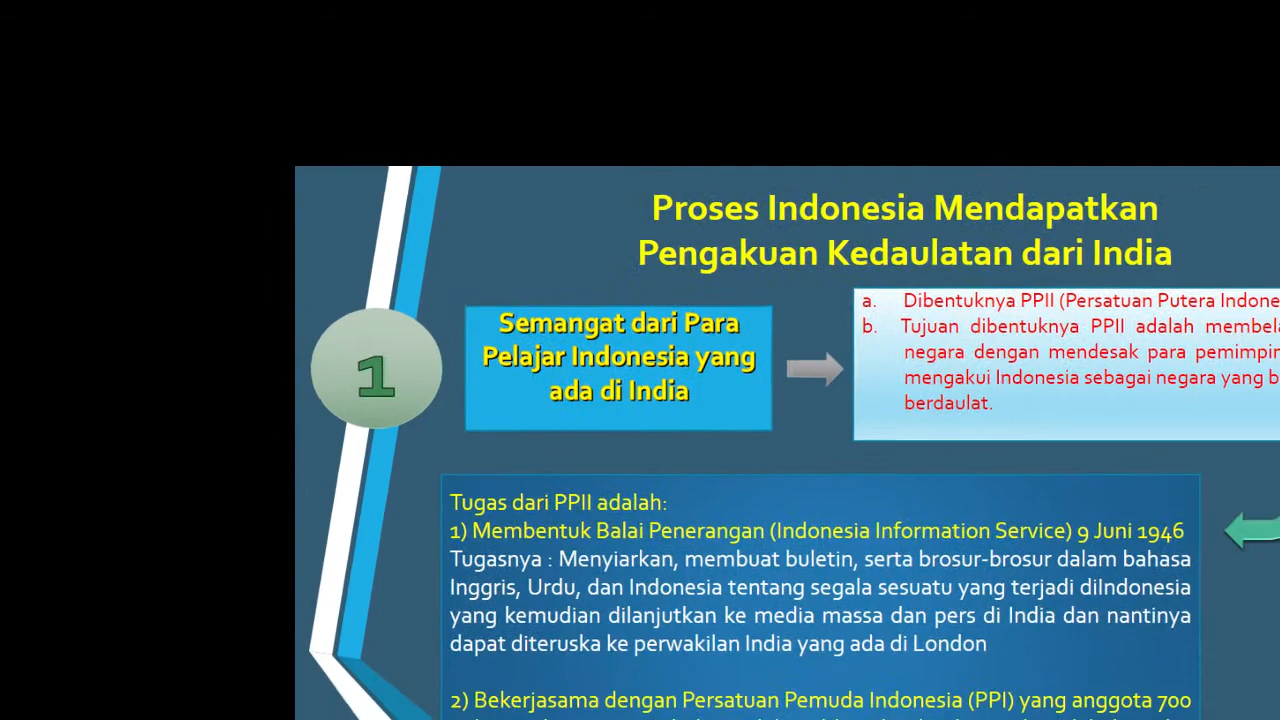 Proses Indonesia Mendapatkan
Pengakuan Kedaulatan dari India
1
Semangat dari Para
Pelajar Indonesia yang
ada di India
a. Dibentuknya PPII (Persatuan Putera
b. Tujuan dibentuknya PPII adalah
negara dengan mendesak para
mengakui Indonesia sebagai negara yang
berdaulat.
Tugas dari PPII adalah:
1) Membentuk Balai Penerangan (Indonesia Information Service) 9 Juni 1946
Tugasnya : Menyiarkan, membuat buletin, serta brosur-brosur dalam bahasa
Inggris, Urdu, dan Indonesia tentang segala sesuatu yang terjadi diIndonesia
yang kemudian dilanjutkan ke media massa dan pers di India dan nantinya
dapat diteruska ke perwakilan India yang ada di London
2) Bekerjasama dengan Persatuan Pemuda Indonesia (PPI) yang anggota 700